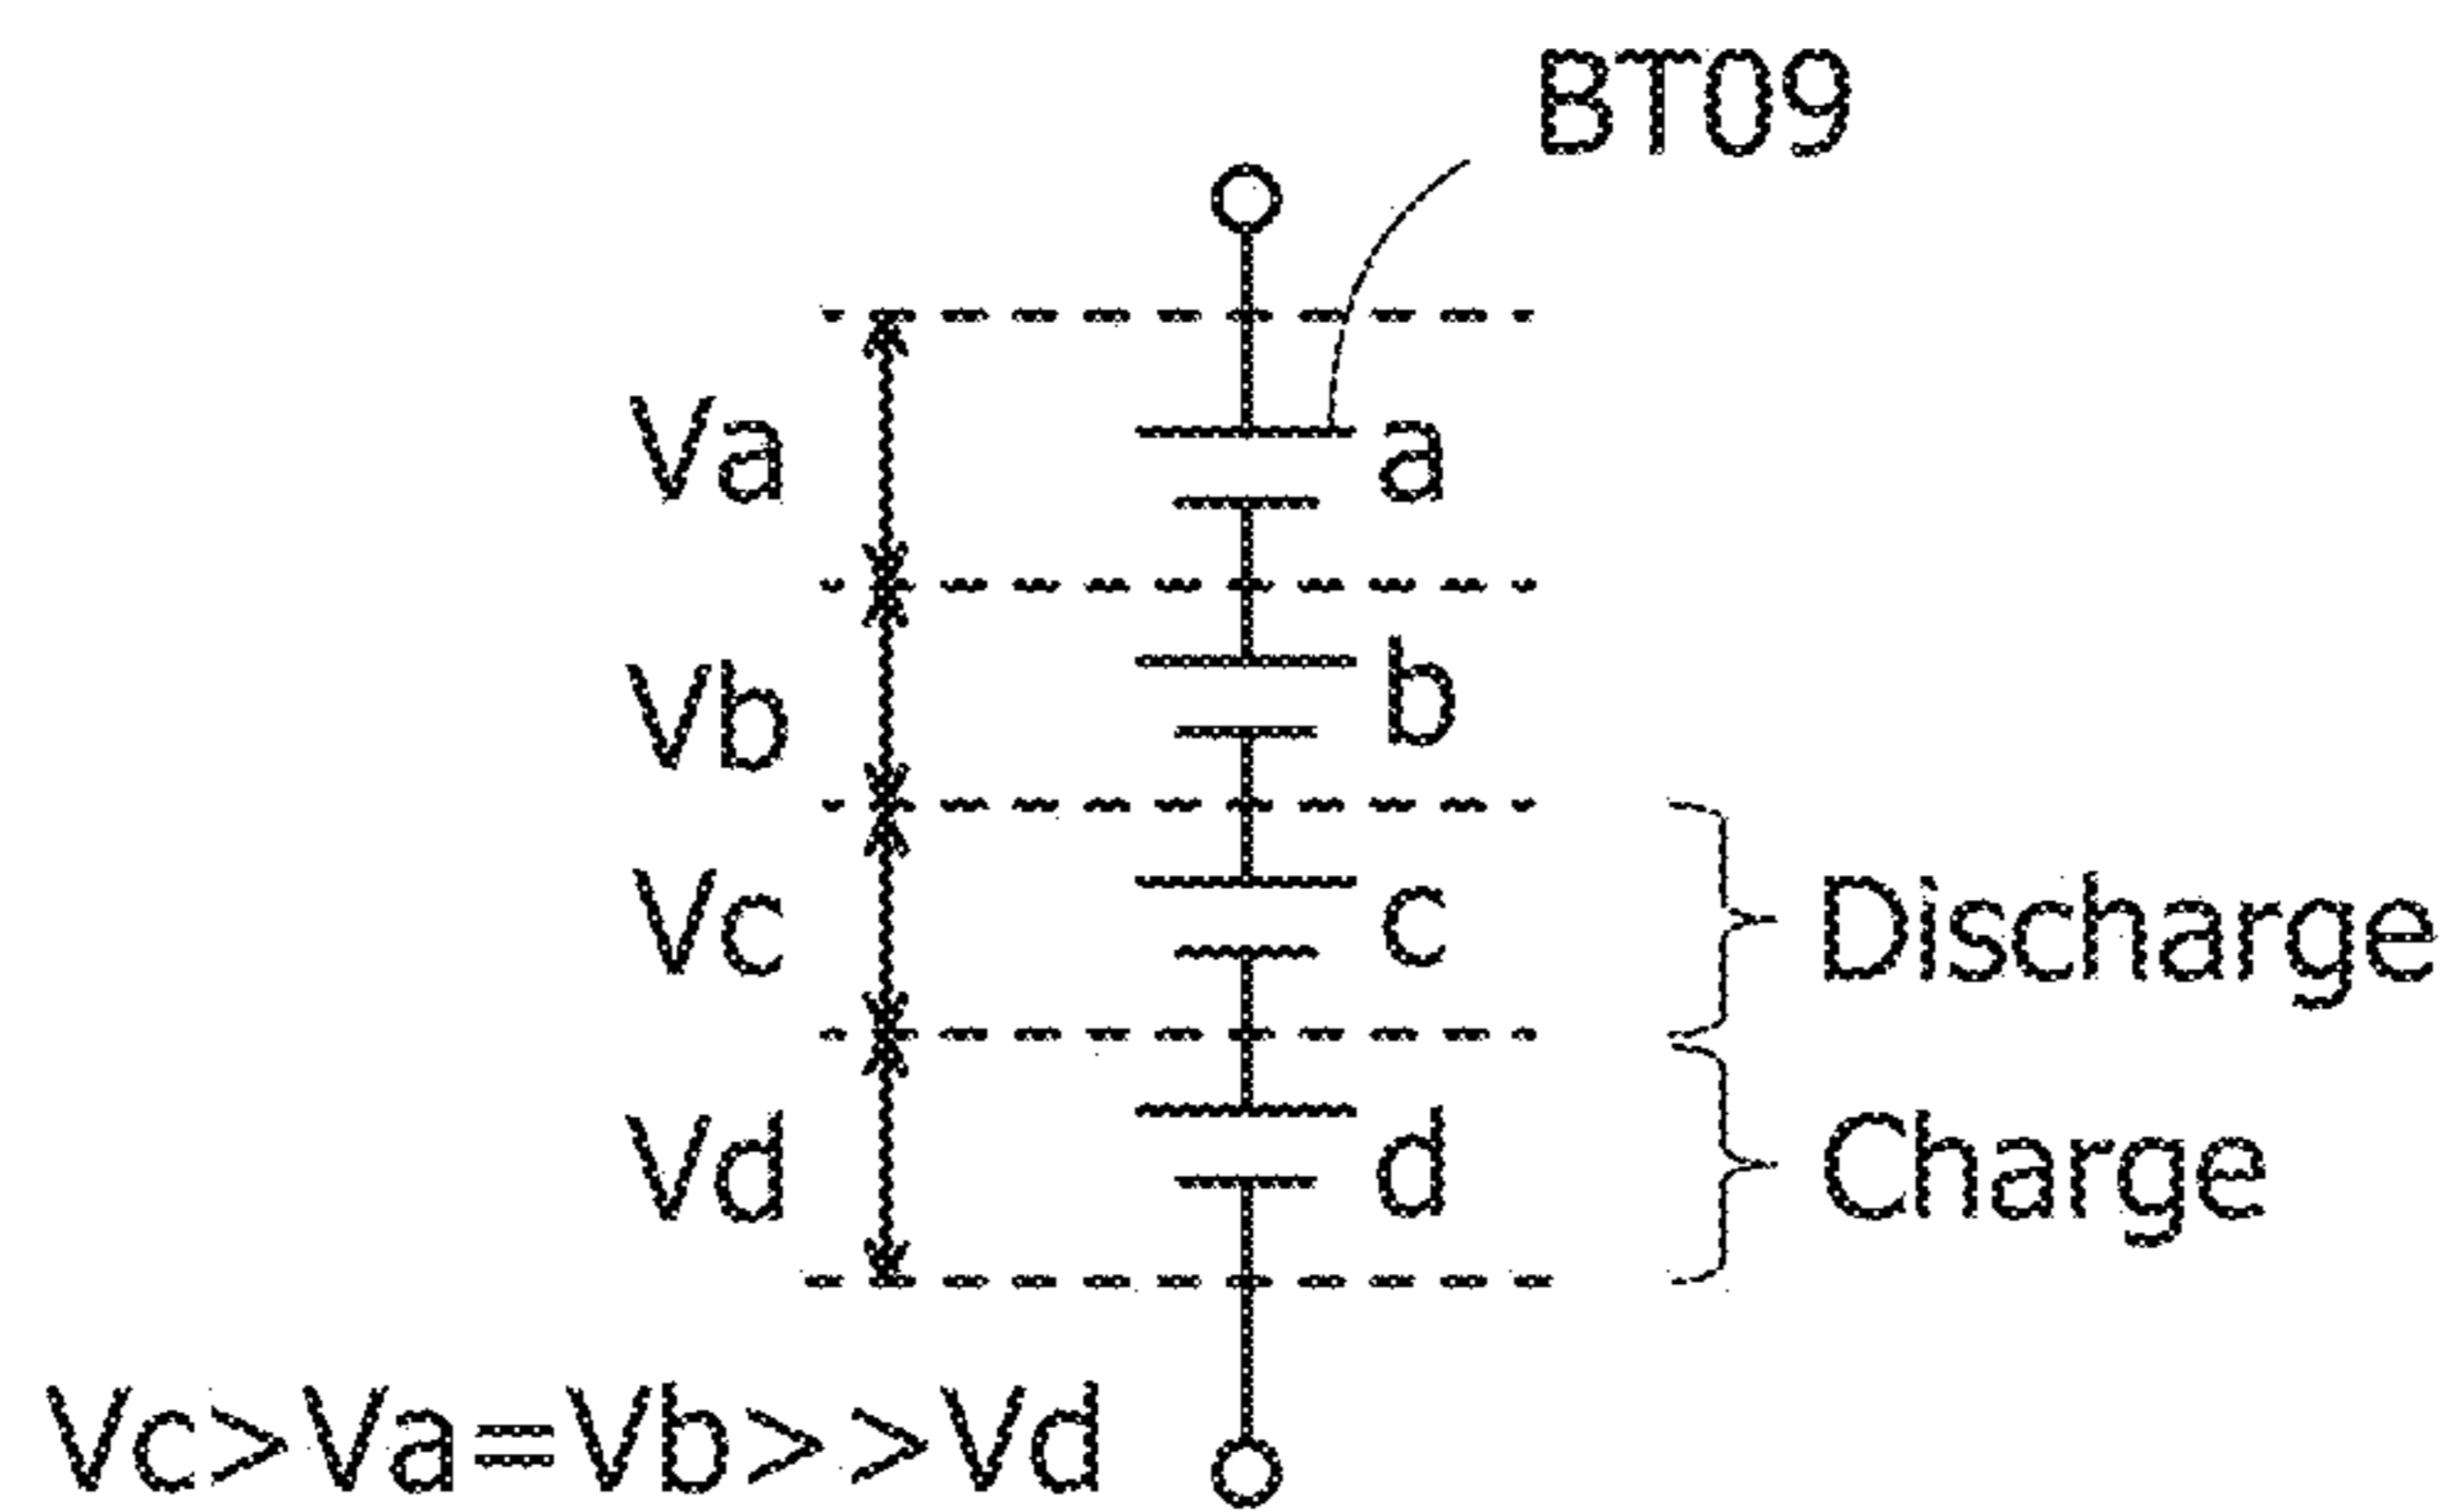 BT09
Va a
Vb b
Vc c Discharge
Vd d Charge
Vc>Va=Vb>>Vd